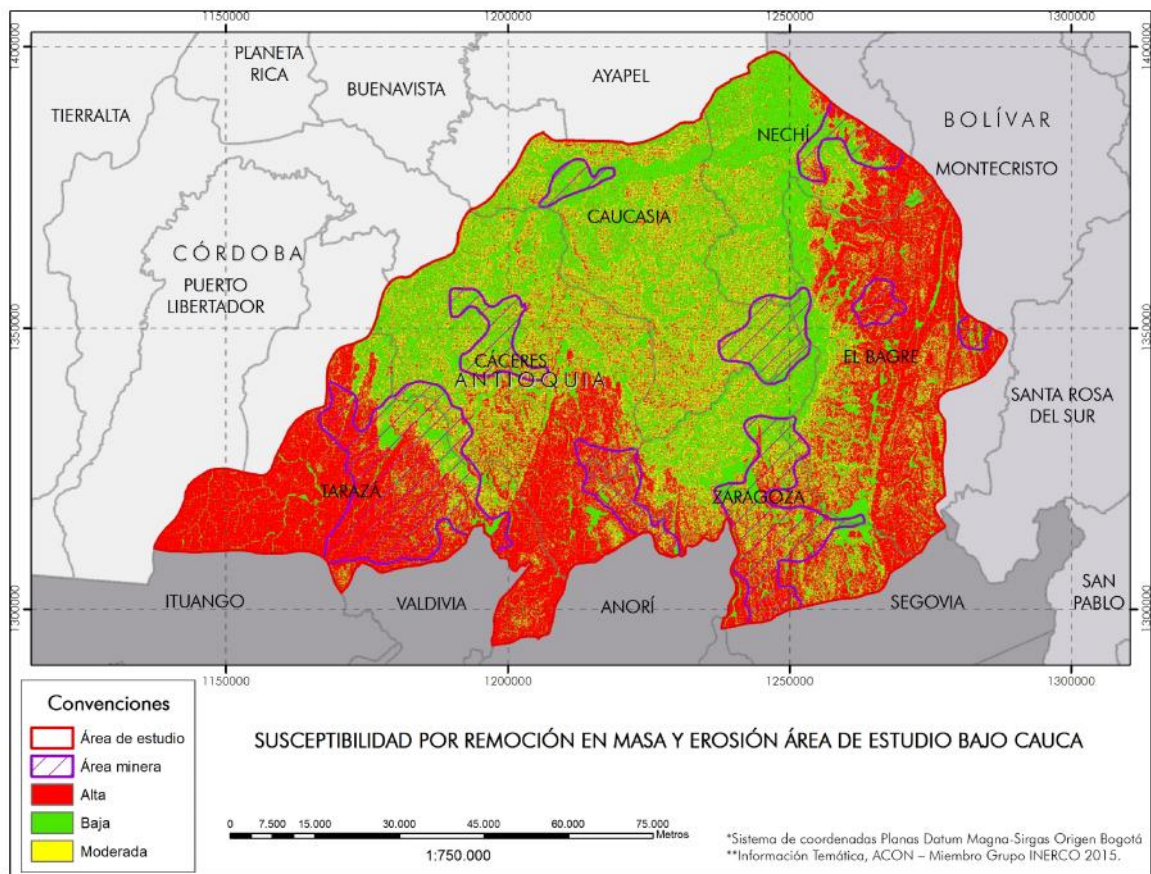 1150000
1200000
1250000
1300000
1400000
1400000
PLANETA
RICA
AYAPEL
BUENAVISTA
TIERRALTA
NECHÍ
BOLÍVAR
MONTECRISTO
CAUCASIA
CÓRDOBA
PUERTO
LIBERTADOR
1350000
1350000
CÁCERES
EL BAGRE
ANTIOQUIA
SANTA ROSA
DEL SUR
TARAZÁ
ZARAGOZA
1300000
1300000
ITUANGO
VALDIVIA
ANORÍ
SEGOVIA
SAN
PABLO
1150000
1200000
1250000
1300000
Convenciones
Área de estudio
Área minera
Alta
Baja
Moderada
SUSCEPTIBILIDAD POR REMOCIÓN EN MASA Y EROSIÓN ÁREA DE ESTUDIO BAJO CAUCA
0 7.500 15.000 30.000 45.000 60.000 75.000
Metros
1:750.000
*Sistema de coordenadas Planas Datum Magna-Sirgas Origen Bogotá
**Información Temática, ACON – Miembro Grupo INERCO 2015.